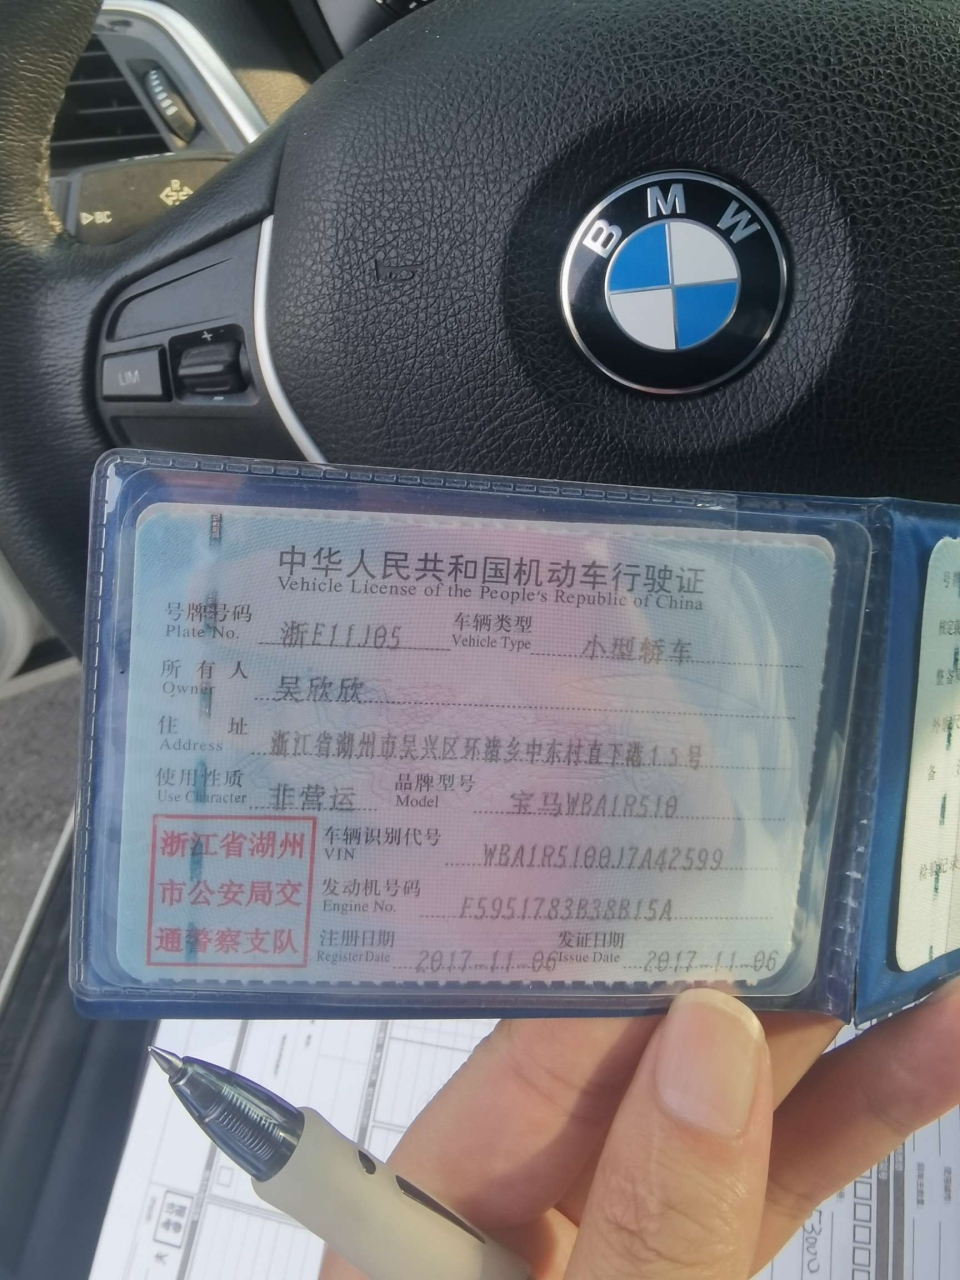 BMW
BC
LIM
中华人民共和国机动车行驶证
Vehicle License of the People's Republic of China
号牌号码 浙E11J05 车辆类型 小型轿车
Plate No. Vehicle Type
所有人 吴欣欣
Owner
住址 浙江省湖州市吴兴区环渚乡中东村直下港15号
Address
使用性质 非营运 品牌型号 宝马WBA1R510
Use Character Model
浙江省湖州
市公安局交
通警察支队
车辆识别代号 WBA1R5100J7A42599
VIN
发动机号码 F5951783B38B15A
Engine No.
注册日期 2017-11-06 发证日期 2017-11-06
Register Date Issue Date